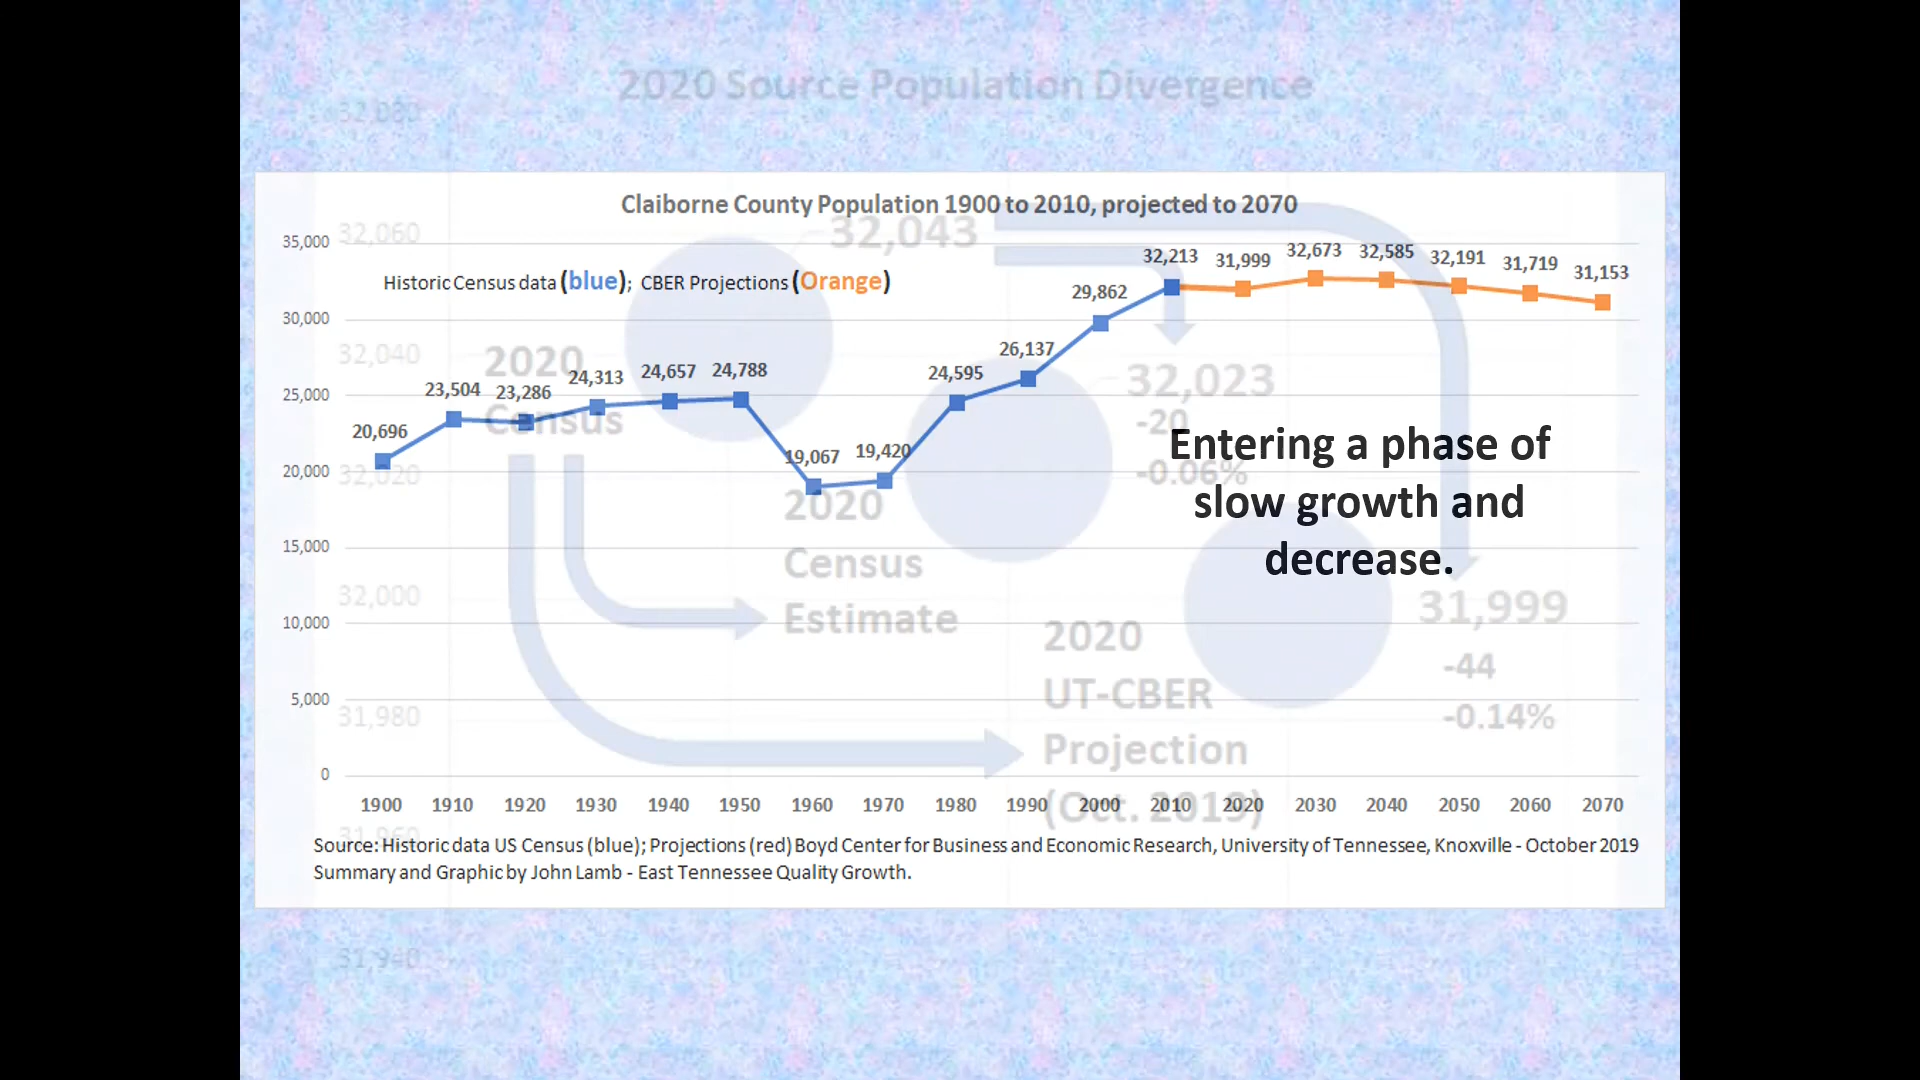 2020 Source Population Divergence
32,080
Claiborne County Population 1900 to 2010, projected to 2070
35,000
32,060
32,043
Historic Census data (blue); CBER Projections (Orange)
32,213
31,999
32,673
32,585
32,191
31,719
31,153
30,000
29,862
32,040
2020
Census
26,137
24,595
20,696
23,504
23,286
24,313
24,657
24,788
25,000
19,067
19,420
32,023
-20
-0.06%
Entering a phase of
slow growth and
decrease.
20,000
32,020
2020
Census
Estimate
15,000
32,000
10,000
31,999
-44
-0.14%
2020
UT-CBER
Projection
(Oct. 2019)
5,000
31,980
0
1900 1910 1920 1930 1940 1950 1960 1970 1980 1990 2000 2010 2020 2030 2040 2050 2060 2070
31,960
Source: Historic data US Census (blue); Projections (red) Boyd Center for Business and Economic Research, University of Tennessee, Knoxville - October 2019
Summary and Graphic by John Lamb - East Tennessee Quality Growth.
31,940